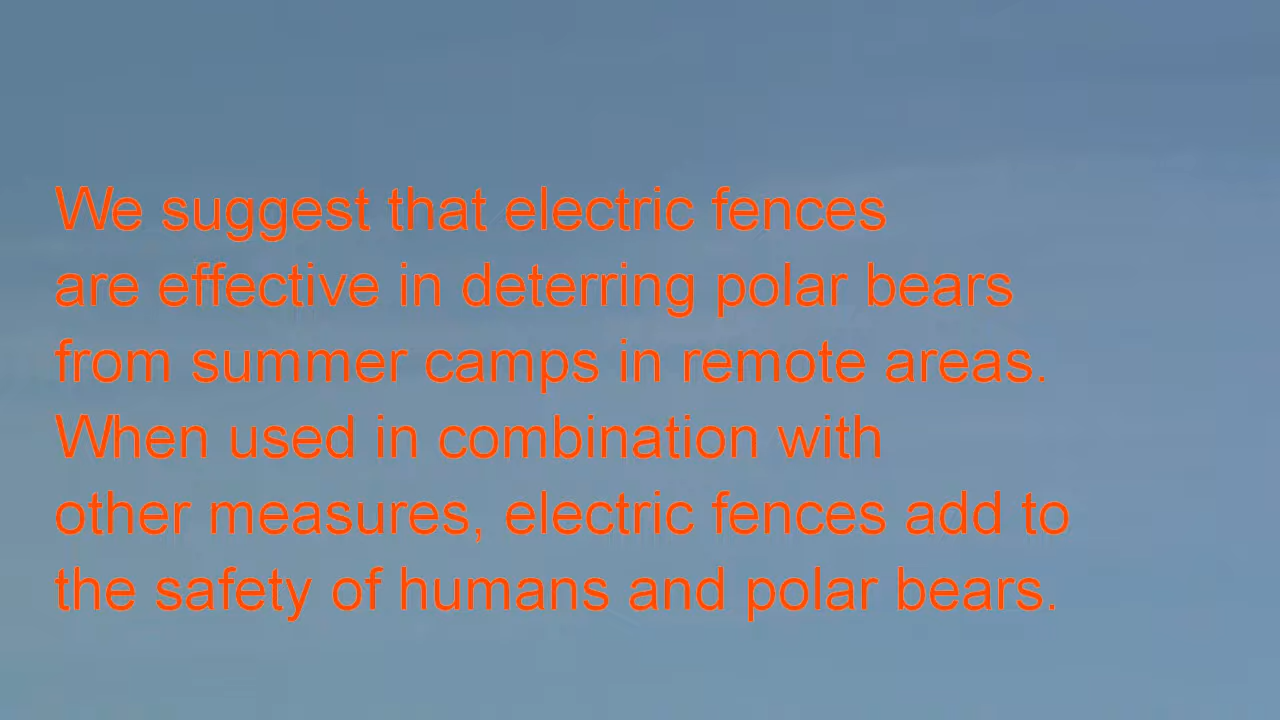 We suggest that electric fences
are effective in deterring polar bears
from summer camps in remote areas.
When used in combination with
other measures, electric fences add to
the safety of humans and polar bears.